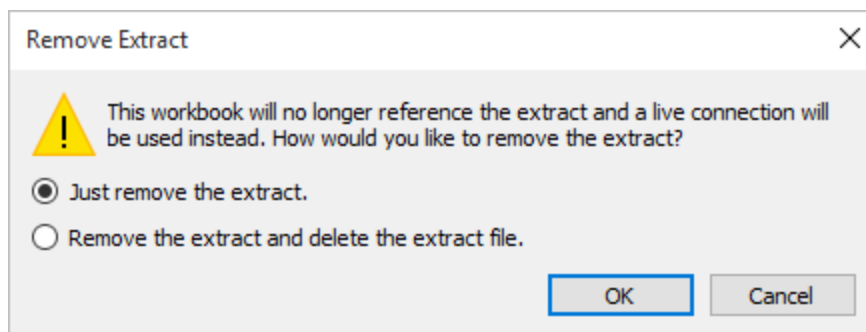 Remove Extract
This workbook will no longer reference the extract and a live connection will
be used instead. How would you like to remove the extract?
Just remove the extract.
Remove the extract and delete the extract file.
OK
Cancel